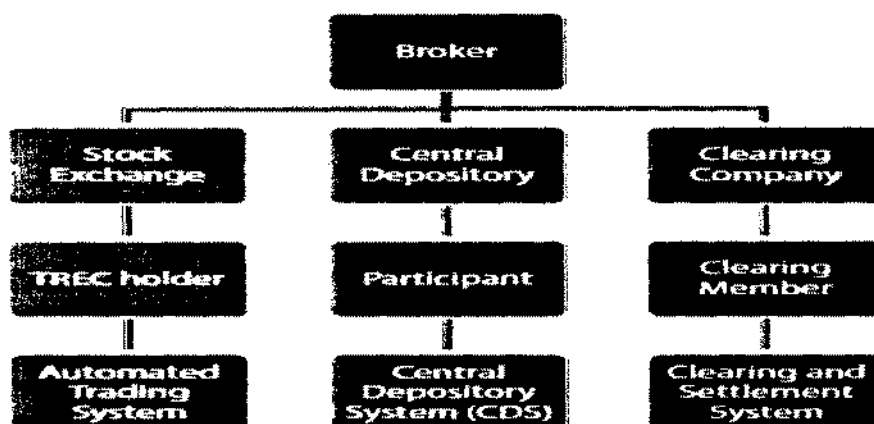 Broker
Stock
Exchange
Central
Depository
Clearing
Company
TREC holder
Participant
Clearing
Member
Automated
Trading
System
Central
Depository
System (CDS)
Clearing and
Settlement
System